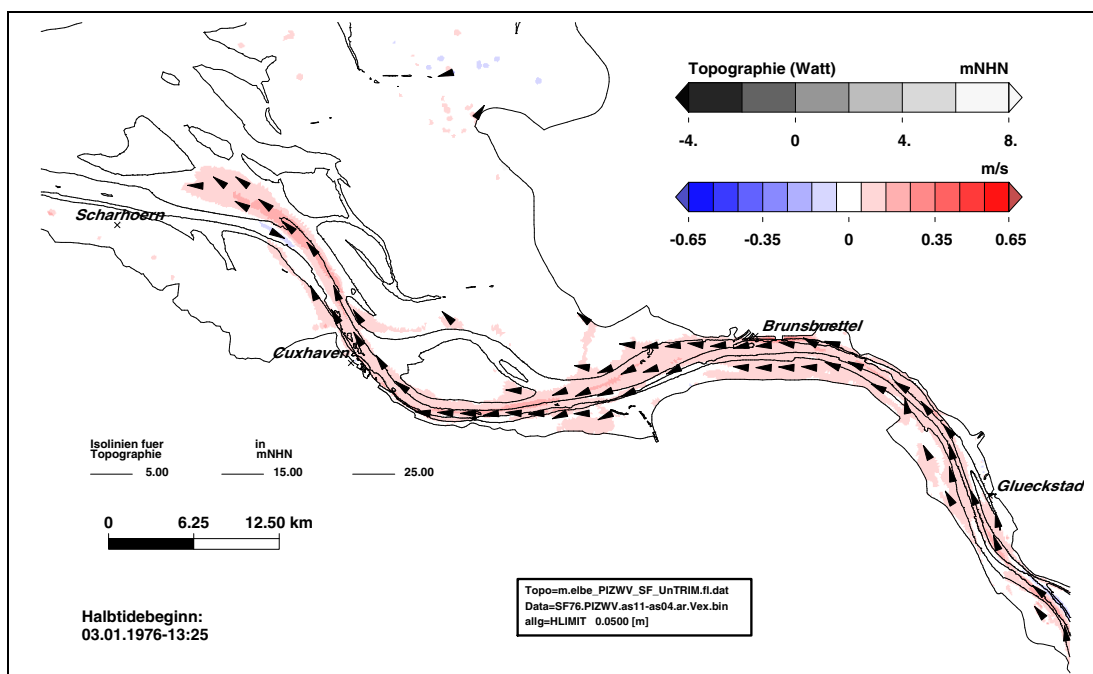 Topographie (Watt) mNHN
-4. 0 4. 8.
m/s
-0.65 -0.35 0 0.35 0.65
Scharhoern
Brunsbuettel
Cuxhaven
Glueckstad
Isolinien fuer in
Topographie mNHN
5.00 15.00 25.00
0 6.25 12.50 km
Halbtidebeginn:
03.01.1976-13:25
Topo=m.elbe_PIZWV_SF_UnTRIM.fl.dat
Data=SF76.PIZWV.as11-as04.ar.Vex.bin
allg=HLIMIT 0.0500 [m]